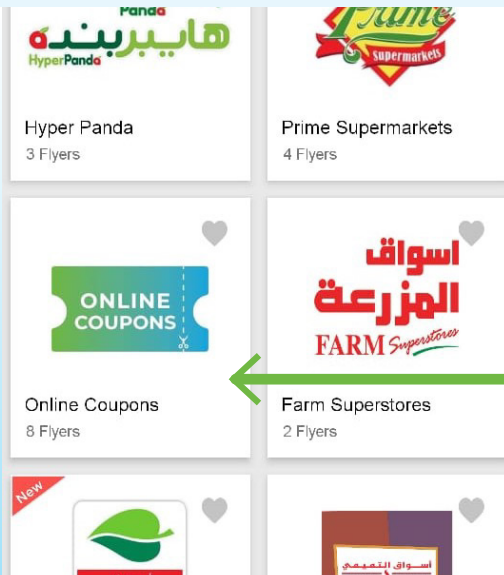 Panda
هايبربنده
HyperPanda
Hyper Panda
3 Flyers
Prime
Supermarkets
Prime Supermarkets
4 Flyers
ONLINE
COUPONS
Online Coupons
8 Flyers
اسواق
المزرعة
FARM Superstores
Farm Superstores
2 Flyers
New
أسواق التميمي